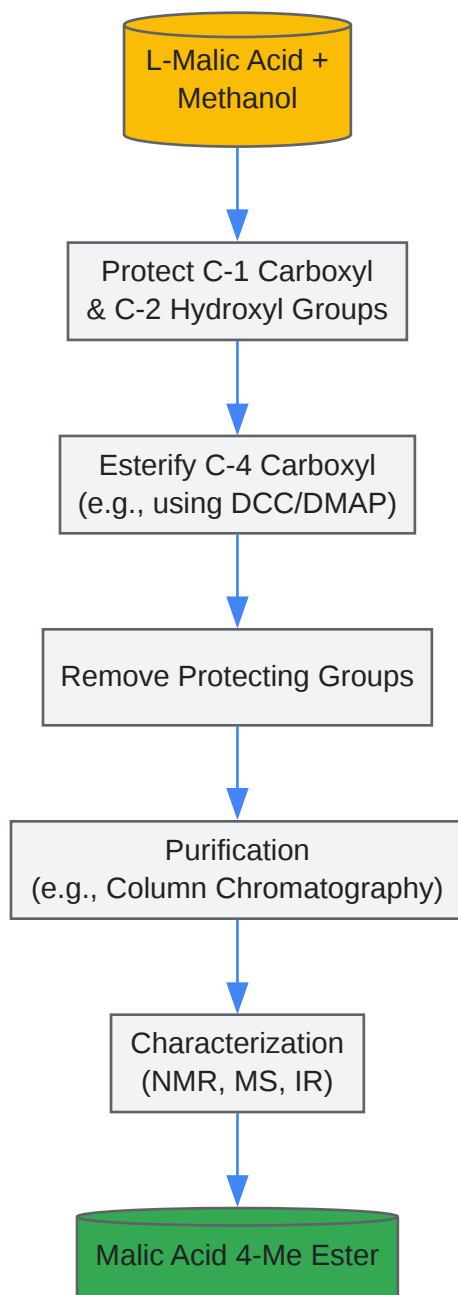 L-Malic Acid +
Methanol
Protect C-1 Carboxyl
& C-2 Hydroxyl Groups
Esterify C-4 Carboxyl
(e.g., using DCC/DMAP)
Remove Protecting Groups
Purification
(e.g., Column Chromatography)
Characterization
(NMR, MS, IR)
Malic Acid 4-Me Ester